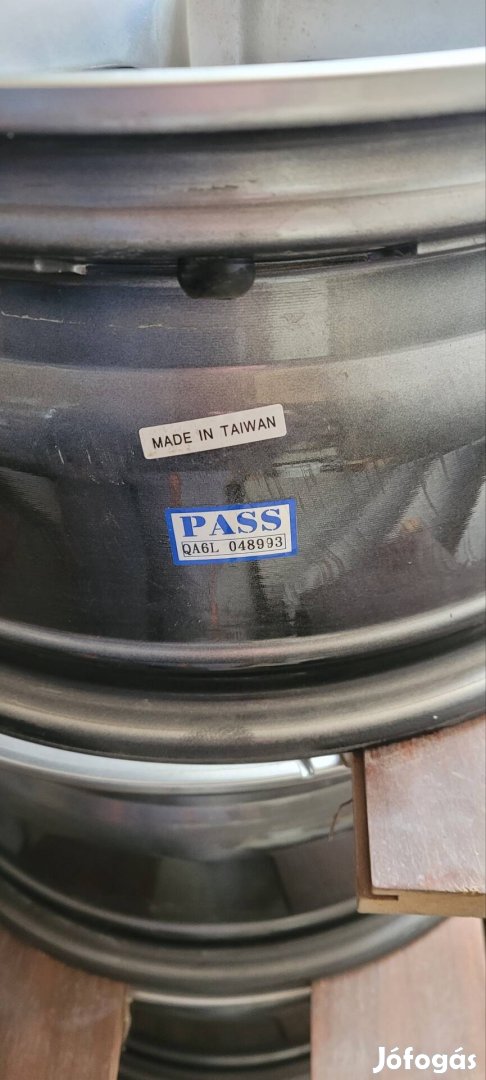 MADE IN TAIWAN
PASS
QA6L 048993
Jófogás